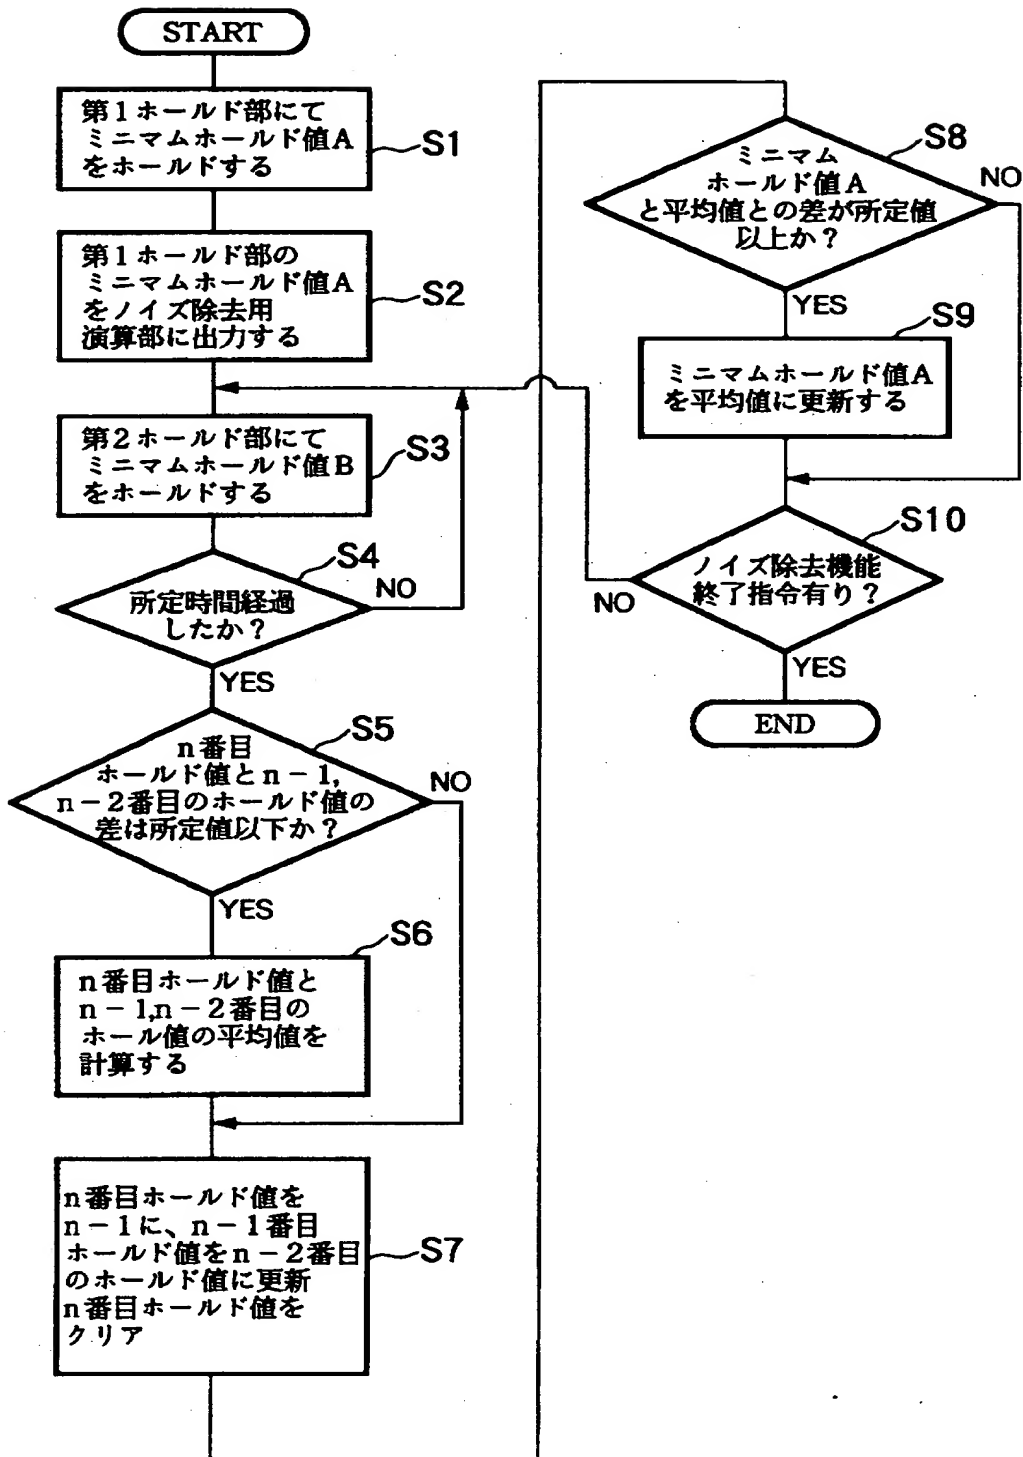 START
第1ホールド部にて
ミニマムホールド値A
をホールドする
S1
第1ホールド部の
ミニマムホールド値A
をノイズ除去用
演算部に出力する
S2
第2ホールド部にて
ミニマムホールド値B
をホールドする
S3
所定時間経過
したか?
S4
NO
YES
n番目
ホールド値とn-1,
n-2番目のホールド値の
差は所定値以下か?
S5
NO
YES
n番目ホールド値と
n-1,n-2番目の
ホール値の平均値を
計算する
S6
n番目ホールド値を
n-1に、n-1番目
ホールド値をn-2番目
のホールド値に更新
n番目ホールド値を
クリア
S7
ミニマム
ホールド値A
と平均値との差が所定値
以上か?
S8
NO
YES
ミニマムホールド値A
を平均値に更新する
S9
ノイズ除去機能
終了指令有り?
S10
NO
YES
END